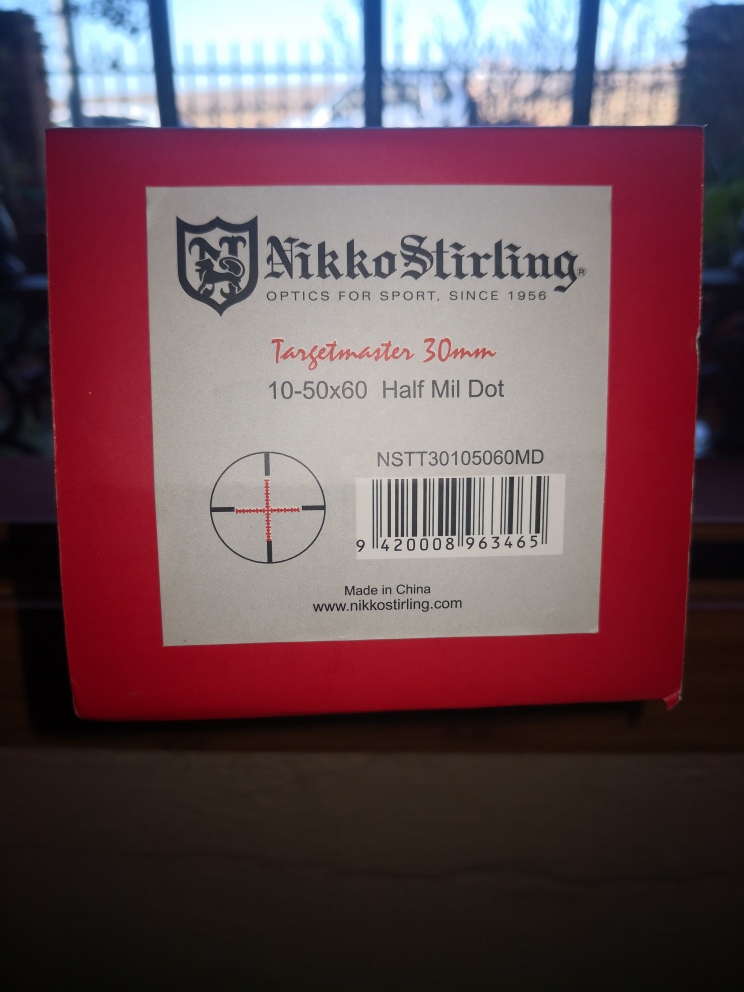 NikkoStirling®
OPTICS FOR SPORT, SINCE 1956
Targetmaster 30mm
10-50x60 Half Mil Dot
NSTT30105060MD
9 420008 963465
Made in China
www.nikkostirling.com